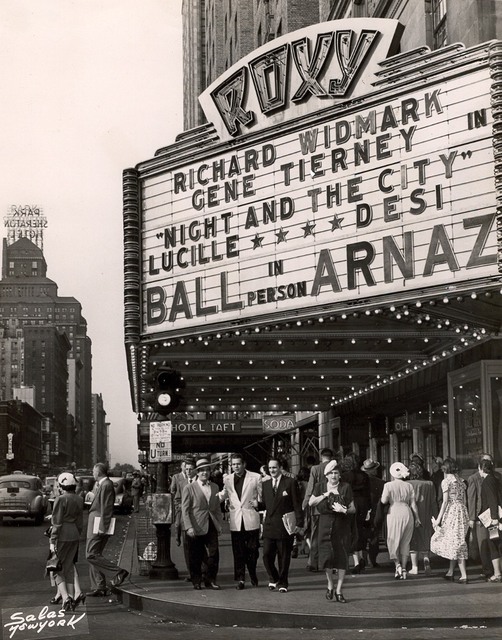 ROXY
RICHARD WIDMARK
GENE TIERNEY IN
"NIGHT AND THE CITY"
LUCILLE DESI
BALL IN PERSON ARNAZ
PARK
SHERATON
HOTEL TAFT
SODA
NO
U
TURN
Salas
NEW YORK